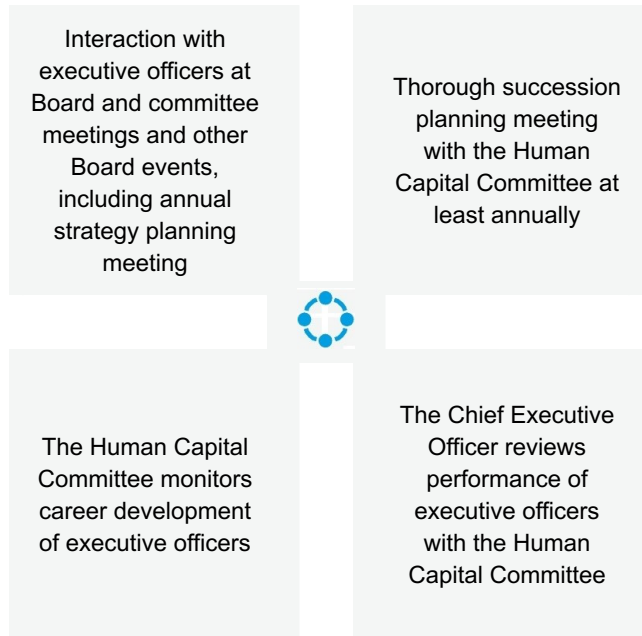 Interaction with
executive officers at
Board and committee
meetings and other
Board events,
including annual
strategy planning
meeting
Thorough succession
planning meeting
with the Human
Capital Committee at
least annually
The Human Capital
Committee monitors
career development
of executive officers
The Chief Executive
Officer reviews
performance of
executive officers
with the Human
Capital Committee